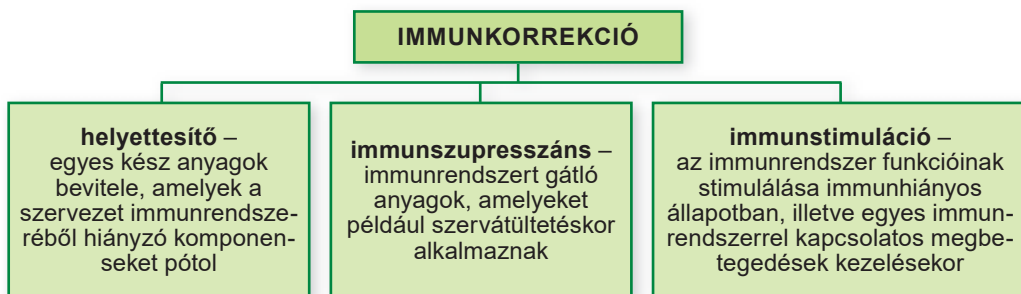 IMMUNKORREKCIÓ
helyettesítő –
egyes kész anyagok
bevitele, amelyek a
szervezet immunrendsze-
réből hiányzó komponen-
seket pótol
immunszupresszáns –
immunrendszert gátló
anyagok, amelyeket
például szervátültetéskor
alkalmaznak
immunstimuláció –
az immunrendszer funkcióinak
stimulálása immunhiányos
állapotban, illetve egyes immun-
rendszerrel kapcsolatos megbe-
tegedések kezelésekor